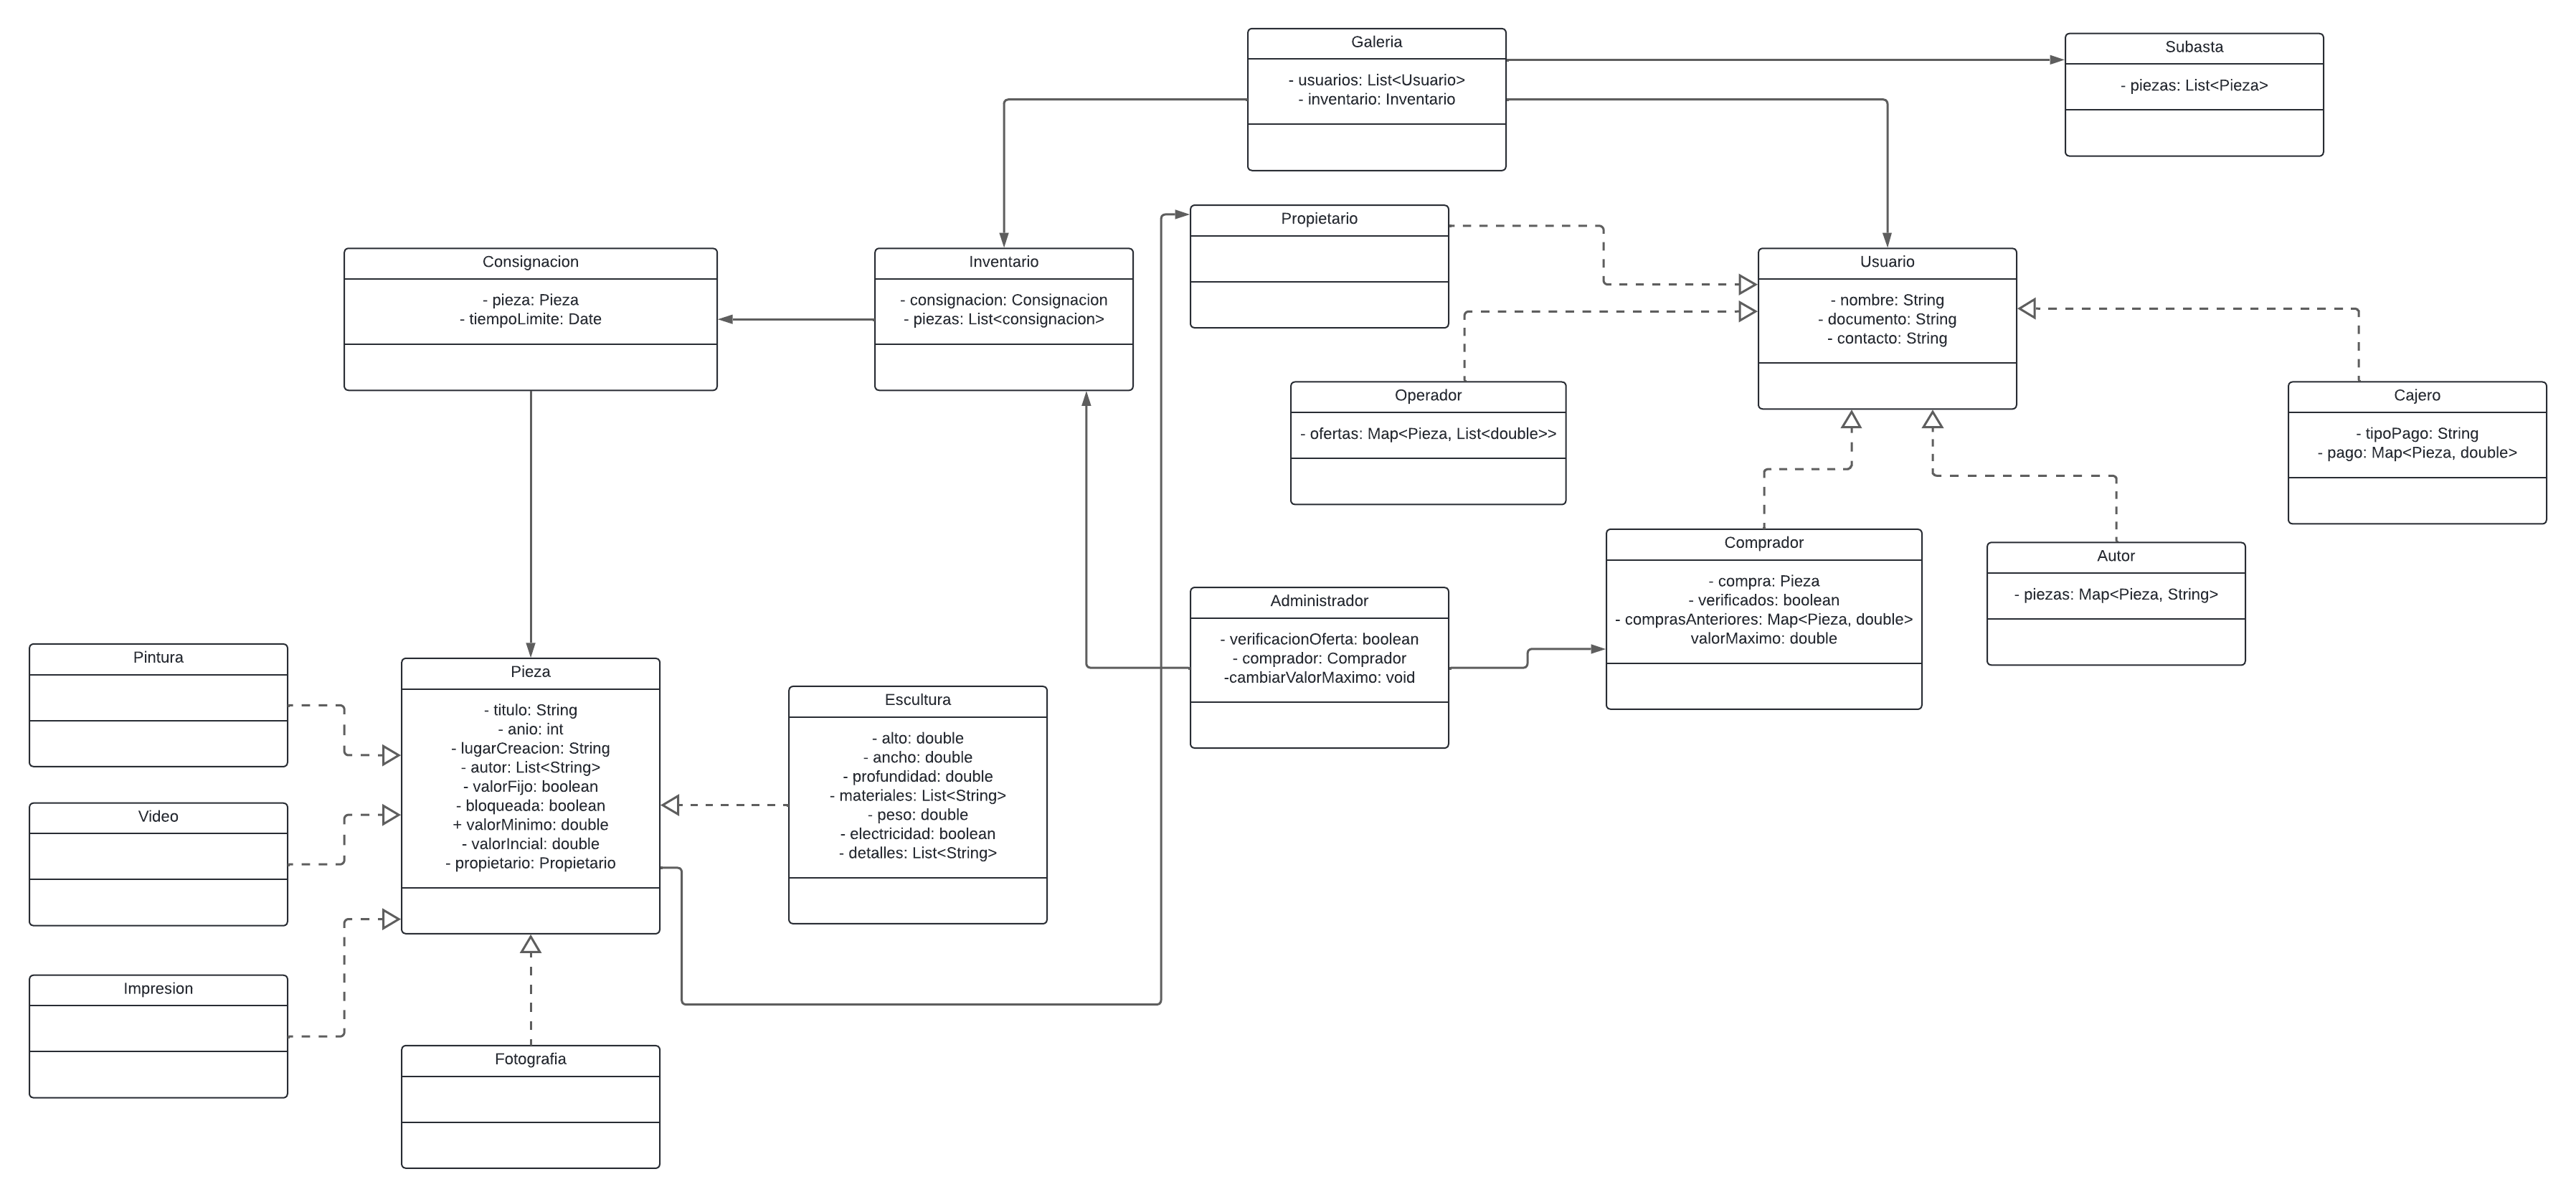 Galeria
- usuarios: List<Usuario>
- inventario: Inventario
Subasta
- piezas: List<Pieza>
Propietario
Consignacion
- pieza: Pieza
- tiempoLimite: Date
Inventario
- consignacion: Consignacion
- piezas: List<consignacion>
Usuario
- nombre: String
- documento: String
- contacto: String
Operador
- ofertas: Map<Pieza, List<double>>
Cajero
- tipoPago: String
- pago: Map<Pieza, double>
Comprador
- compra: Pieza
- verificados: boolean
- comprasAnteriores: Map<Pieza, double>
valorMaximo: double
Autor
- piezas: Map<Pieza, String>
Administrador
- verificacionOferta: boolean
- comprador: Comprador
-cambiarValorMaximo: void
Pintura
Pieza
- titulo: String
- anio: int
- lugarCreacion: String
- autor: List<String>
- valorFijo: boolean
- bloqueada: boolean
+ valorMinimo: double
- valorIncial: double
- propietario: Propietario
Escultura
- alto: double
- ancho: double
- profundidad: double
- materiales: List<String>
- peso: double
- electricidad: boolean
- detalles: List<String>
Video
Impresion
Fotografia